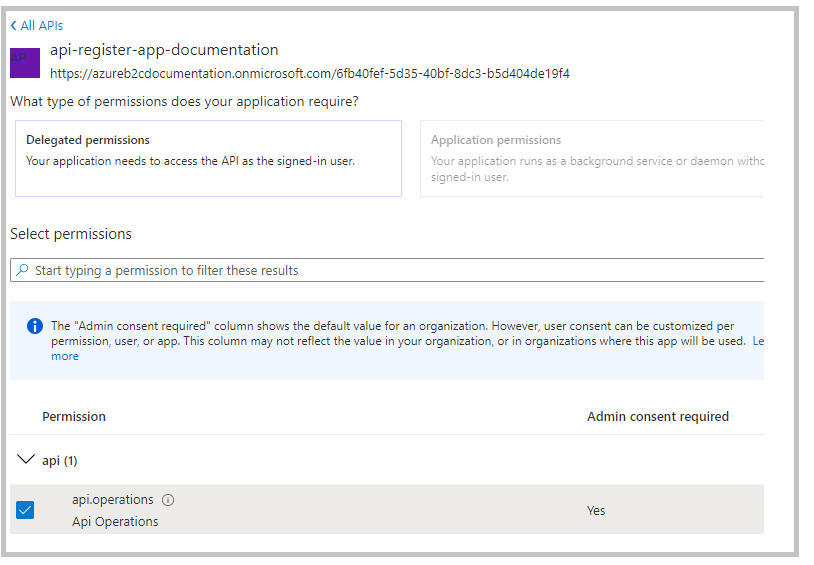 All APIs
AP
api-register-app-documentation
https://azureb2cdocumentation.onmicrosoft.com/6fb40fef-5d35-40bf-8dc3-b5d404de19f4
What type of permissions does your application require?
Delegated permissions
Your application needs to access the API as the signed-in user.
Application permissions
Your application runs as a background service or daemon
signed-in user.
Select permissions
Start typing a permission to filter these results
The "Admin consent required" column shows the default value for an organization. However, user consent can be customized per
permission, user, or app. This column may not reflect the value in your organization, or in organizations where this app will be used. Le
more
Permission
Admin consent required
api (1)
api.operations
Api Operations
Yes